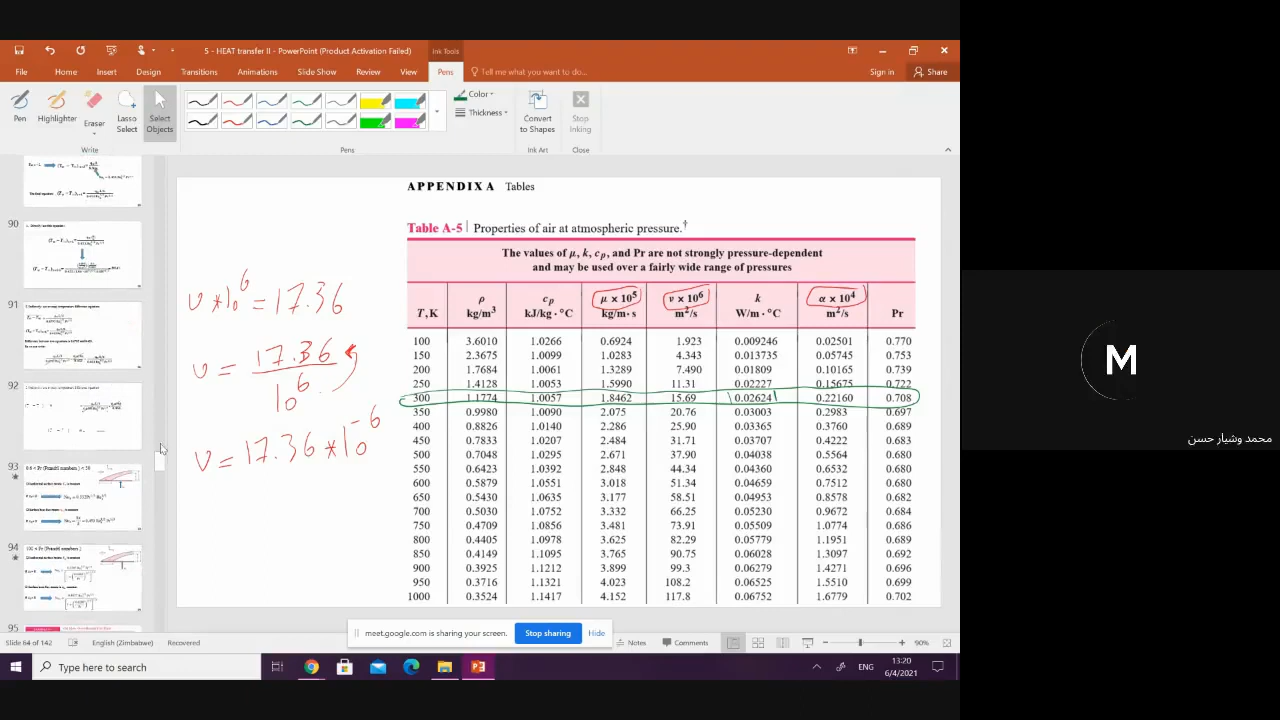 5 - HEAT transfer II - PowerPoint (Product Activation Failed)
Ink Tools
File Home Insert Design Transitions Animations Slide Show Review View Pens Tell me what you want to do... Sign in Share
Pen Highlighter Eraser Lasso Select Select Objects Color Thickness Convert to Shapes Stop Inking
Write Pens Ink Art Close
90
91
92
93
94
95
APPENDIX A Tables
Table A-5 | Properties of air at atmospheric pressure.†
The values of μ, k, cp, and Pr are not strongly pressure-dependent
and may be used over a fairly wide range of pressures
T, K ρ kg/m³ cp kJ/kg · °C μ × 10⁵ kg/m · s ν × 10⁶ m²/s k W/m · °C α × 10⁴ m²/s Pr
100 3.6010 1.0266 0.6924 1.923 0.009246 0.02501 0.770
150 2.3675 1.0099 1.0283 4.343 0.013735 0.05745 0.753
200 1.7684 1.0061 1.3289 7.490 0.01809 0.10165 0.739
250 1.4128 1.0053 1.5990 11.31 0.02227 0.15675 0.722
300 1.1774 1.0057 1.8462 15.69 0.02624 0.22160 0.708
350 0.9980 1.0090 2.075 20.76 0.03003 0.2983 0.697
400 0.8826 1.0140 2.286 25.90 0.03365 0.3760 0.689
450 0.7833 1.0207 2.484 31.71 0.03707 0.4222 0.683
500 0.7048 1.0295 2.671 37.90 0.04038 0.5564 0.680
550 0.6423 1.0392 2.848 44.34 0.04360 0.6532 0.680
600 0.5879 1.0551 3.018 51.34 0.04659 0.7512 0.680
650 0.5430 1.0635 3.177 58.51 0.04953 0.8578 0.682
700 0.5030 1.0752 3.332 66.25 0.05230 0.9672 0.684
750 0.4709 1.0856 3.481 73.91 0.05509 1.0774 0.686
800 0.4405 1.0978 3.625 82.29 0.05779 1.1951 0.689
850 0.4149 1.1095 3.765 90.75 0.06028 1.3097 0.692
900 0.3925 1.1212 3.899 99.3 0.06279 1.4271 0.696
950 0.3716 1.1321 4.023 108.2 0.06525 1.5510 0.699
1000 0.3524 1.1417 4.152 117.8 0.06752 1.6779 0.702
ν * 10⁶ = 17.36
ν = 17.36 / 10⁶
ν = 17.36 * 10⁻⁶
M
محمد وشیار حسن
meet.google.com is sharing your screen. Stop sharing Hide
Slide 64 of 142 English (Zimbabwe) Recovered Notes Comments 90%
Type here to search
ENG
13:20
6/4/2021